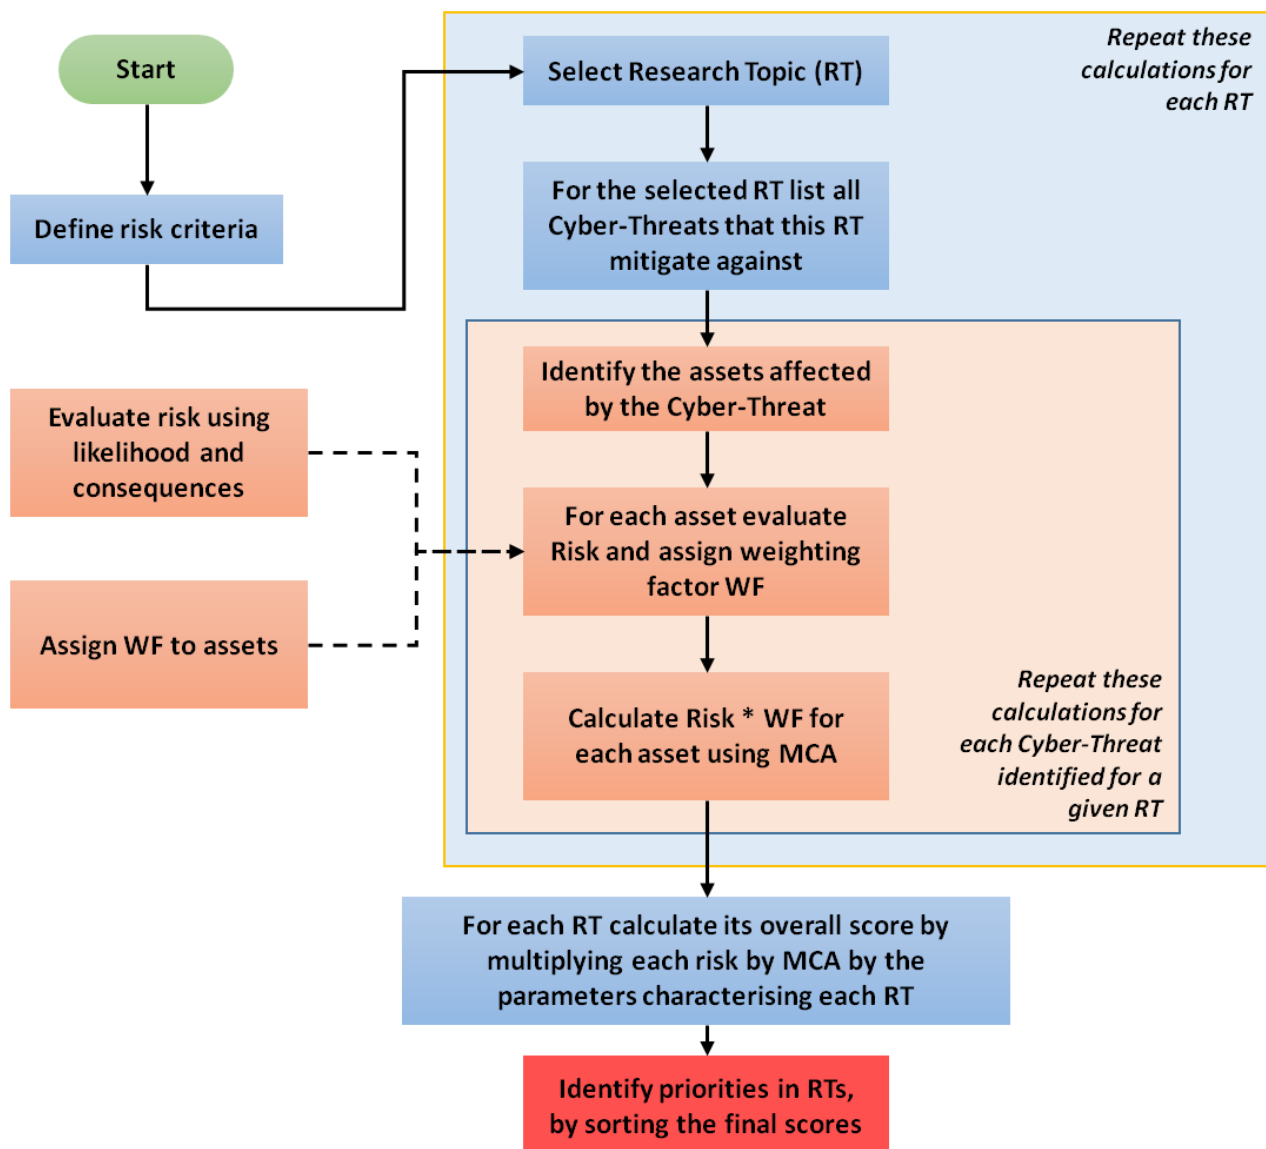 Start
Define risk criteria
Select Research Topic (RT)
Repeat these
calculations for
each RT
For the selected RT list all
Cyber-Threats that this RT
mitigate against
Identify the assets affected
by the Cyber-Threat
Evaluate risk using
likelihood and
consequences
For each asset evaluate
Risk and assign weighting
factor WF
Assign WF to assets
Calculate Risk * WF for
each asset using MCA
Repeat these
calculations for
each Cyber-Threat
identified for a
given RT
For each RT calculate its overall score by
multiplying each risk by MCA by the
parameters characterising each RT
Identify priorities in RTs,
by sorting the final scores